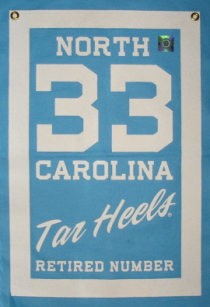 NORTH
33
CAROLINA
Tar Heels®
RETIRED NUMBER